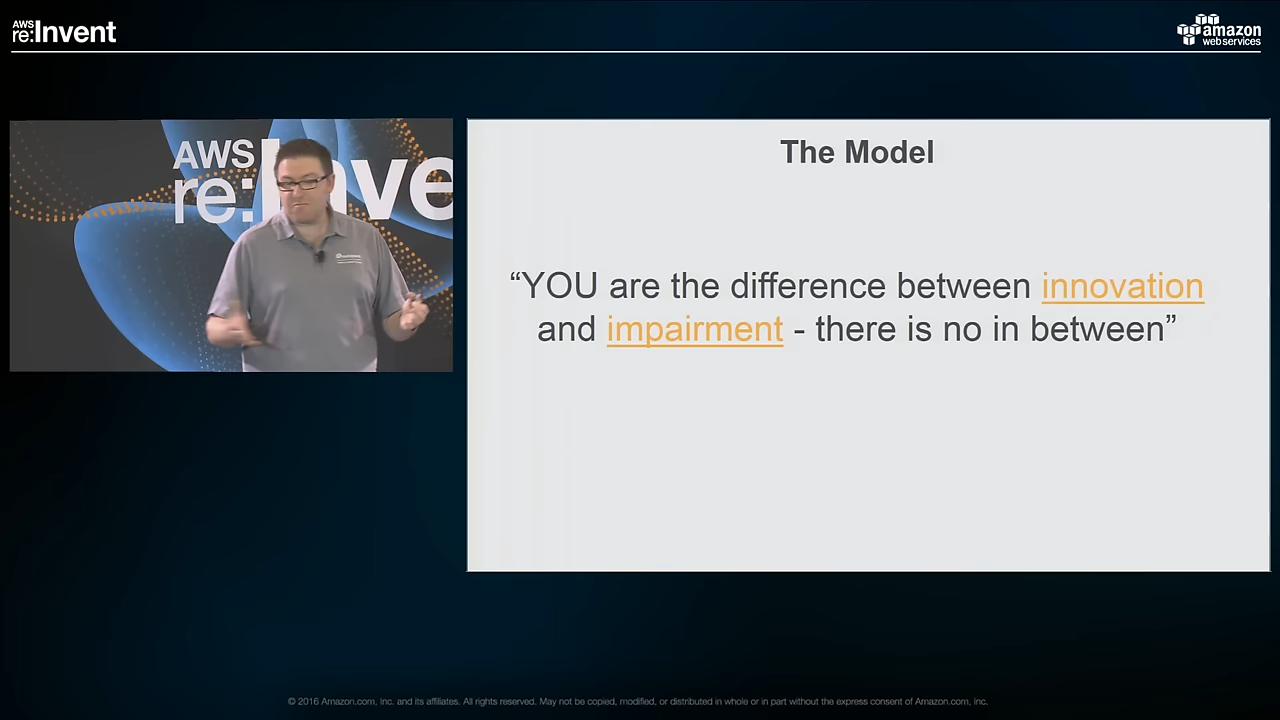 AWS
re:Invent
amazon
web services
AWS
re:Inve
The Model
“YOU are the difference between innovation
and impairment - there is no in between”
© 2016 Amazon.com, Inc. and its affiliates. All rights reserved. May not be copied, modified, or distributed in whole or in part without the express consent of Amazon.com, inc.